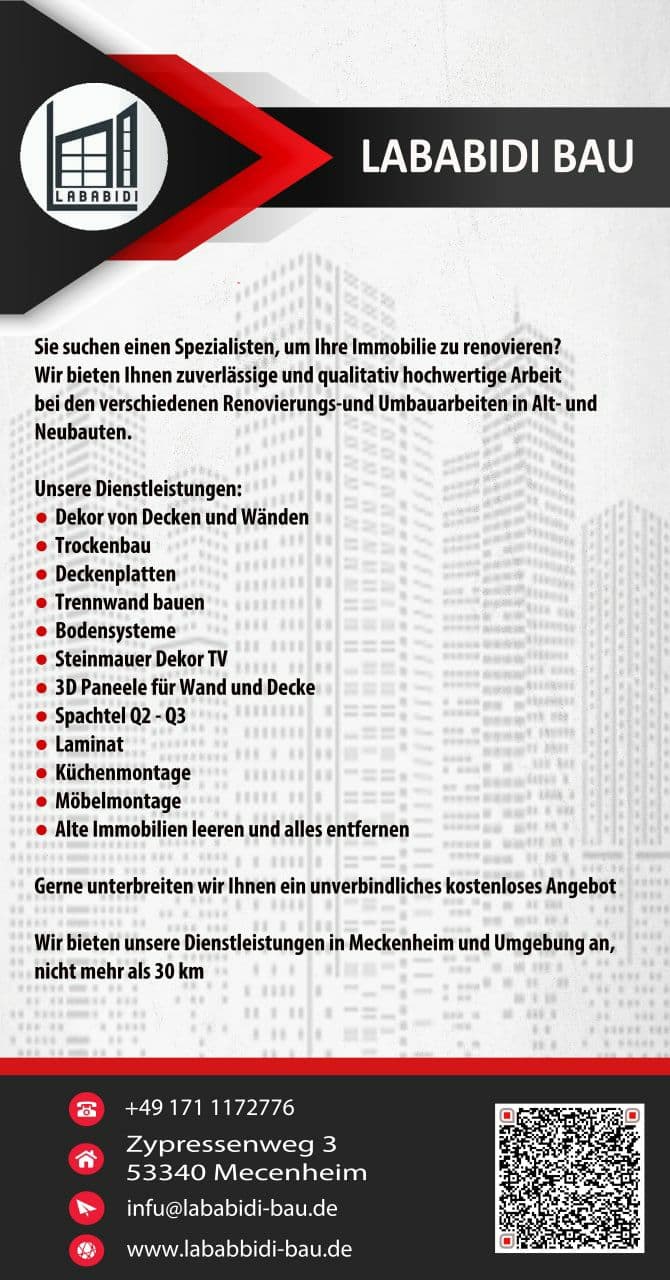 LABABIDI
LABABIDI BAU
Sie suchen einen Spezialisten, um Ihre Immobilie zu renovieren?
Wir bieten Ihnen zuverlässige und qualitativ hochwertige Arbeit
bei den verschiedenen Renovierungs-und Umbauarbeiten in Alt- und
Neubauten.
Unsere Dienstleistungen:
● Dekor von Decken und Wänden
● Trockenbau
● Deckenplatten
● Trennwand bauen
● Bodensysteme
● Steinmauer Dekor TV
● 3D Paneele für Wand und Decke
● Spachtel Q2 - Q3
● Laminat
● Küchenmontage
● Möbelmontage
● Alte Immobilien leeren und alles entfernen
Gerne unterbreiten wir Ihnen ein unverbindliches kostenloses Angebot
Wir bieten unsere Dienstleistungen in Meckenheim und Umgebung an,
nicht mehr als 30 km
+49 171 1172776
Zypressenweg 3
53340 Mecenheim
infu@lababidi-bau.de
www.lababbidi-bau.de